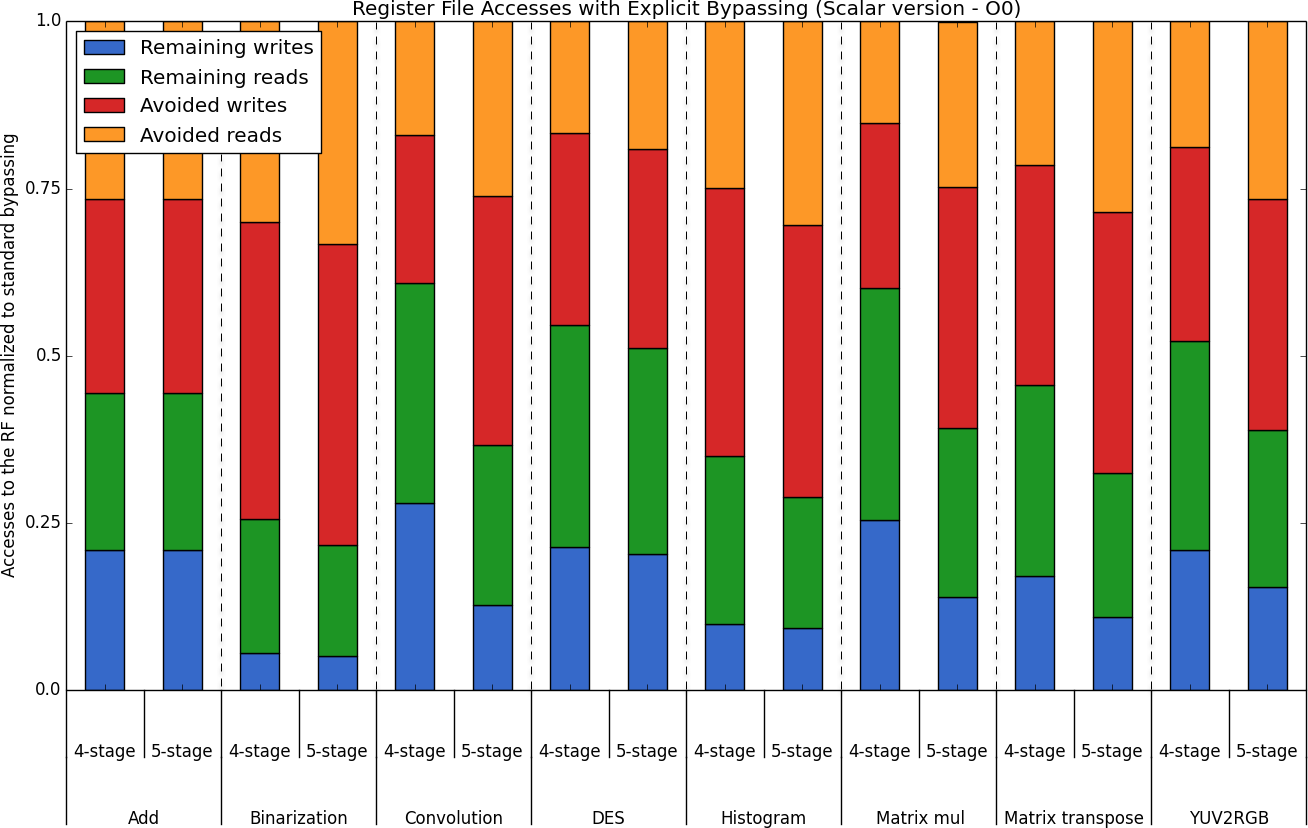 Register File Accesses with Explicit Bypassing (Scalar version - O0)
Remaining writes
Remaining reads
Avoided writes
Avoided reads
Accesses to the RF normalized to standard bypassing
1.0
0.75
0.5
0.25
0.0
4-stage 5-stage 4-stage 5-stage 4-stage 5-stage 4-stage 5-stage 4-stage 5-stage 4-stage 5-stage 4-stage 5-stage 4-stage 5-stage
Add Binarization Convolution DES Histogram Matrix mul Matrix transpose YUV2RGB